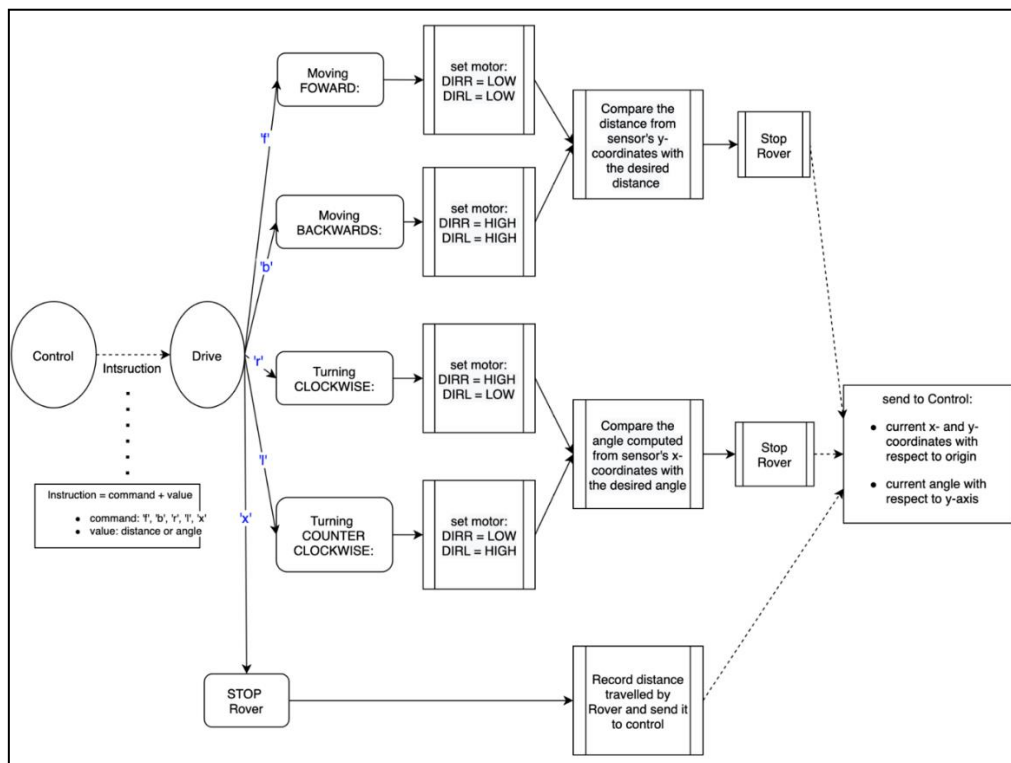 Control
Intsruction
Instruction = command + value
● command: 'f', 'b', 'r', 'l', 'x'
● value: distance or angle
Drive
'f'
'b'
'r'
'l'
'x'
Moving
FOWARD:
set motor:
DIRR = LOW
DIRL = LOW
Moving
BACKWARDS:
set motor:
DIRR = HIGH
DIRL = HIGH
Compare the
distance from
sensor's y-
coordinates with
the desired
distance
Stop
Rover
Turning
CLOCKWISE:
set motor:
DIRR = HIGH
DIRL = LOW
Turning
COUNTER
CLOCKWISE:
set motor:
DIRR = LOW
DIRL = HIGH
Compare the
angle computed
from sensor's x-
coordinates with
the desired angle
Stop
Rover
STOP
Rover
Record distance
travelled by
Rover and send it
to control
send to Control:
● current x- and y-
coordinates with
respect to origin
● current angle with
respect to y-axis